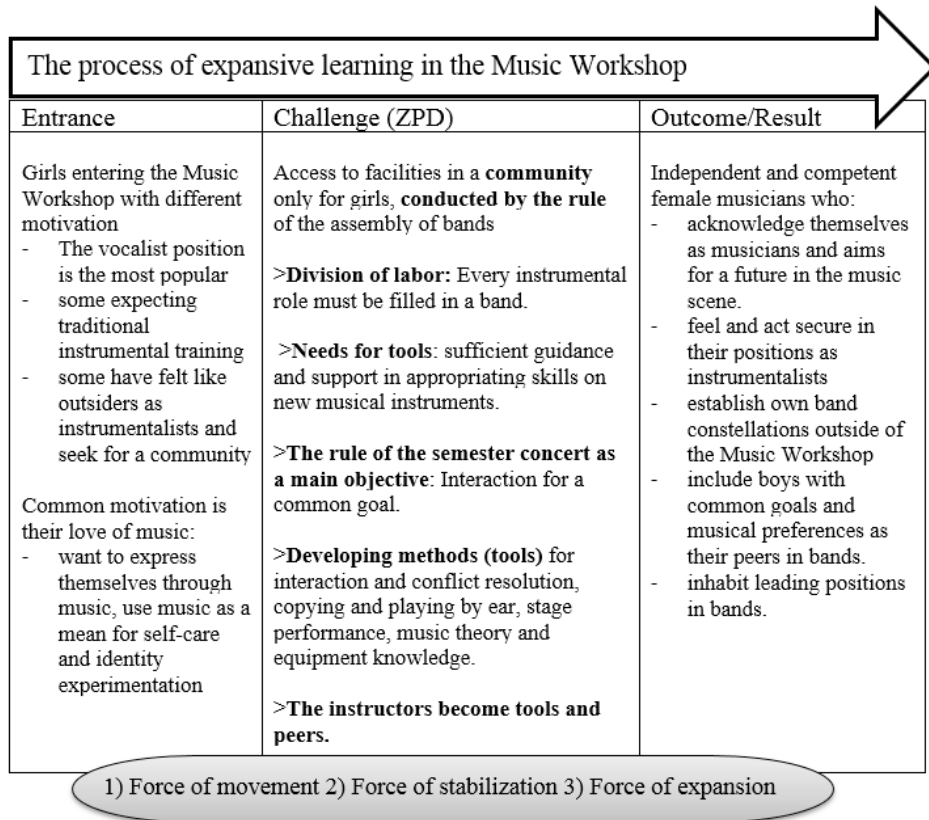 The process of expansive learning in the Music Workshop
Entrance
Girls entering the Music
Workshop with different
motivation
- The vocalist position
is the most popular
- some expecting
traditional
instrumental training
- some have felt like
outsiders as
instrumentalists and
seek for a community
Common motivation is
their love of music:
- want to express
themselves through
music, use music as a
mean for self-care
and identity
experimentation
Challenge (ZPD)
Access to facilities in a community
only for girls, conducted by the rule
of the assembly of bands
>Division of labor: Every instrumental
role must be filled in a band.
>Needs for tools: sufficient guidance
and support in appropriating skills on
new musical instruments.
>The rule of the semester concert as
a main objective: Interaction for a
common goal.
>Developing methods (tools) for
interaction and conflict resolution,
copying and playing by ear, stage
performance, music theory and
equipment knowledge.
>The instructors become tools and
peers.
Outcome/Result
Independent and competent
female musicians who:
- acknowledge themselves
as musicians and aims
for a future in the music
scene.
- feel and act secure in
their positions as
instrumentalists
- establish own band
constellations outside of
the Music Workshop
- include boys with
common goals and
musical preferences as
their peers in bands.
- inhabit leading positions
in bands.
1) Force of movement 2) Force of stabilization 3) Force of expansion